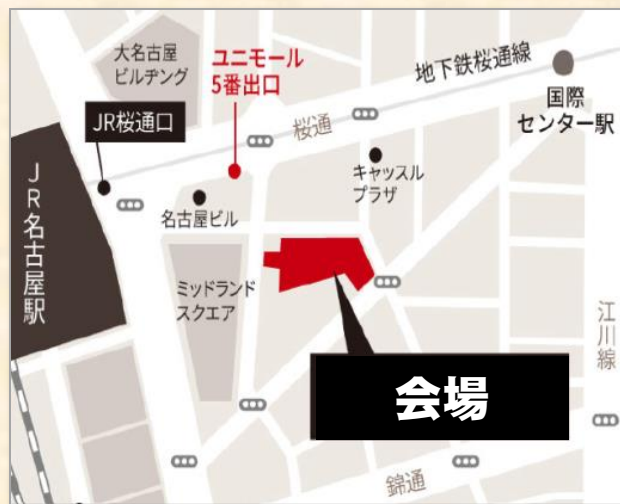 大名古屋
ビルヂング
ユニモール
5番出口
地下鉄桜通線
国際
センター駅
JR桜通口
桜通
キャッスル
プラザ
JR名古屋駅
名古屋ビル
ミッドランド
スクエア
江川線
会場
錦通